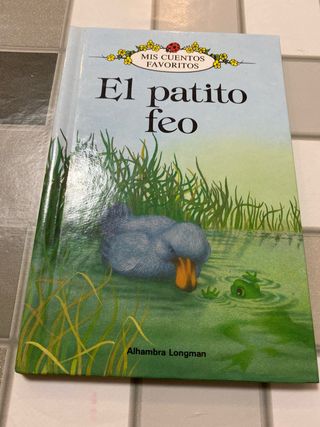 MIS CUENTOS
FAVORITOS
El patito
feo
Alhambra Longman